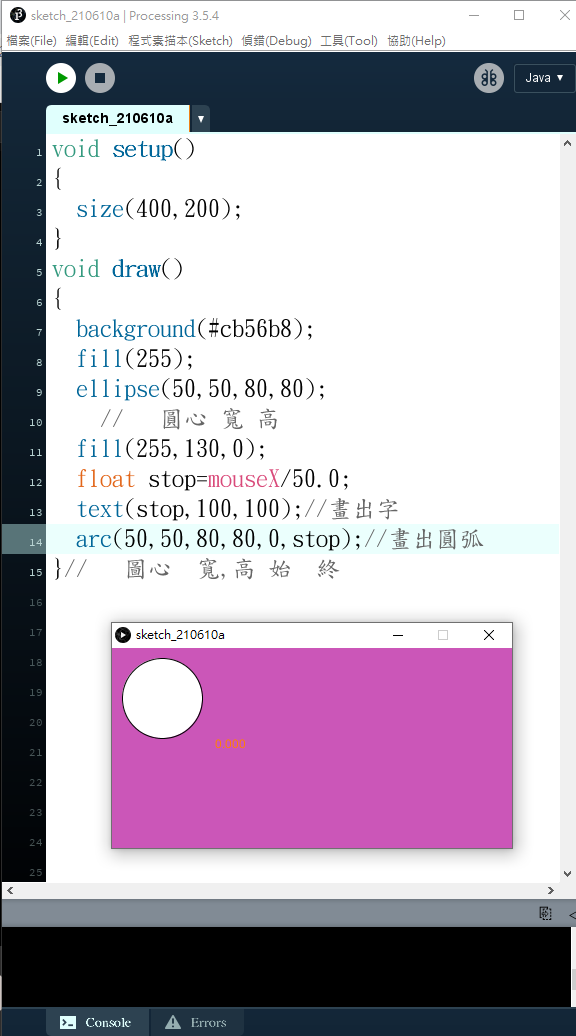 sketch_210610a | Processing 3.5.4
檔案(File) 編輯(Edit) 程式素描本(Sketch) 偵錯(Debug) 工具(Tool) 協助(Help)
Java ▼
sketch_210610a ▼
1 void setup()
2 {
3 size(400,200);
4 }
5 void draw()
6 {
7 background(#cb56b8);
8 fill(255);
9 ellipse(50,50,80,80);
10 // 圓心 寬 高
11 fill(255,130,0);
12 float stop=mouseX/50.0;
13 text(stop,100,100);//畫出字
14 arc(50,50,80,80,0,stop);//畫出圓弧
15 }// 圖心 寬,高 始 終
16
17
18
19
20
21
22
23
24
25
sketch_210610a
0.000
Console Errors